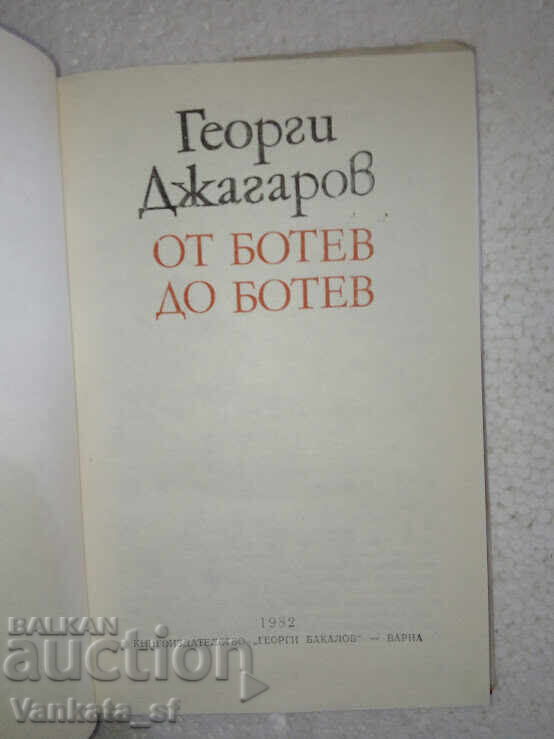 Георги
Джагаров
ОТ БОТЕВ
ДО БОТЕВ
1982
КНИГОИЗДАТЕЛСТВО „ГЕОРГИ БАКАЛОВ" — ВАРНА
BALKAN
auction
Vankata_sf